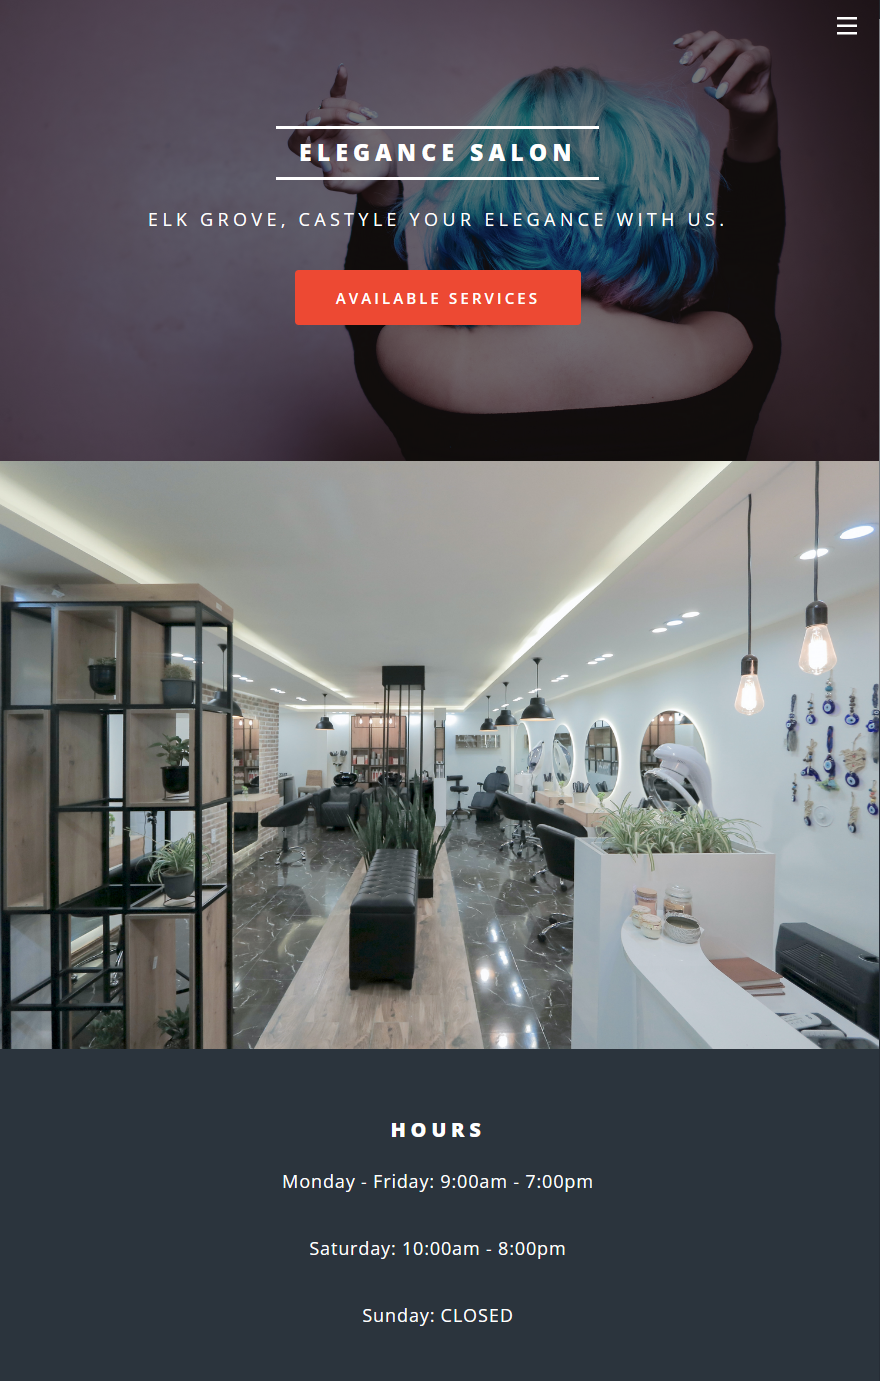 ELEGANCE SALON
ELK GROVE, CASTYLE YOUR ELEGANCE WITH US.
AVAILABLE SERVICES
HOURS
Monday - Friday: 9:00am - 7:00pm
Saturday: 10:00am - 8:00pm
Sunday: CLOSED